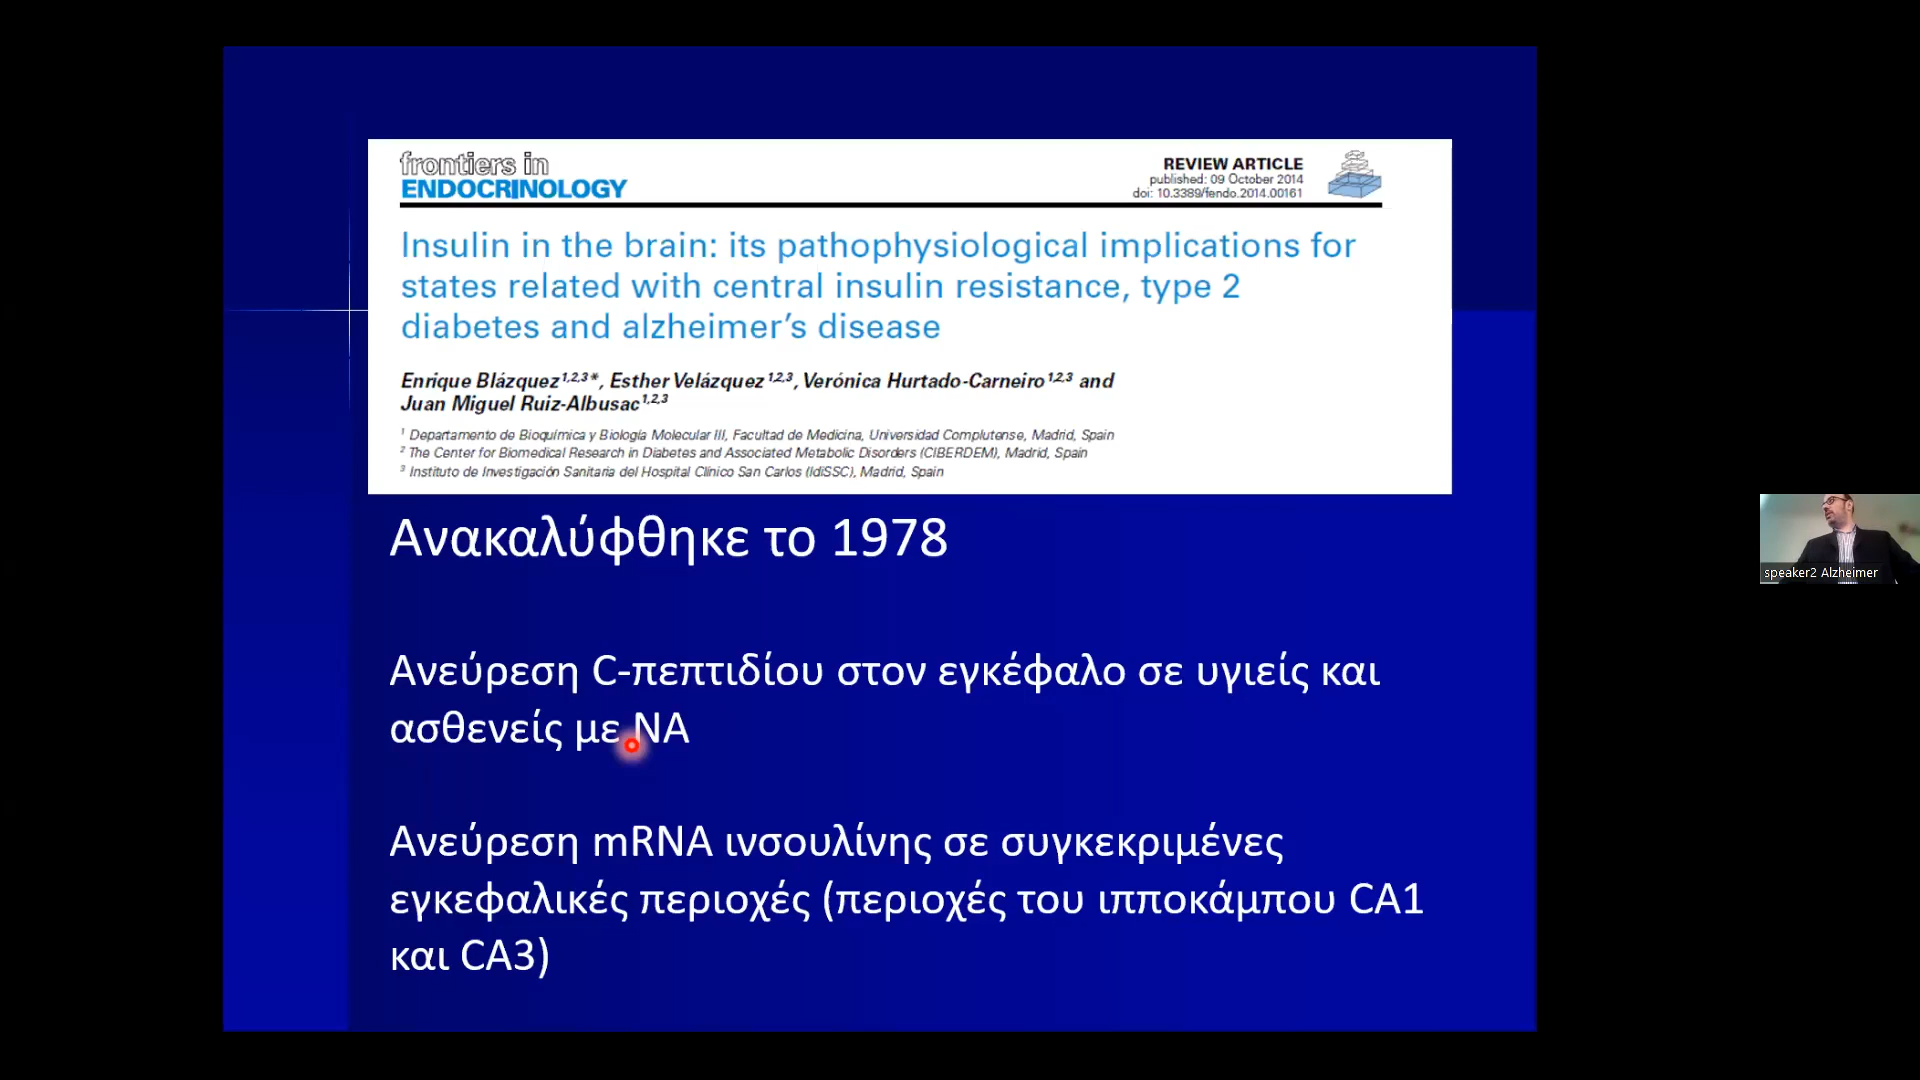 frontiers in
ENDOCRINOLOGY
REVIEW ARTICLE
published: 09 October 2014
doi: 10.3389/fendo.2014.00161
Insulin in the brain: its pathophysiological implications for
states related with central insulin resistance, type 2
diabetes and alzheimer’s disease
Enrique Blázquez1,2,3*, Esther Velázquez1,2,3, Verónica Hurtado-Carneiro1,2,3 and
Juan Miguel Ruiz-Albusac1,2,3
1 Departamento de Bioquímica y Biología Molecular III, Facultad de Medicina, Universidad Complutense, Madrid, Spain
2 The Center for Biomedical Research in Diabetes and Associated Metabolic Disorders (CIBERDEM), Madrid, Spain
3 Instituto de Investigación Sanitaria del Hospital Clínico San Carlos (IdISSC), Madrid, Spain
Ανακαλύφθηκε το 1978
Ανεύρεση C-πεπτιδίου στον εγκέφαλο σε υγιείς και
ασθενείς με ΝΑ
Ανεύρεση mRNA ινσουλίνης σε συγκεκριμένες
εγκεφαλικές περιοχές (περιοχές του ιπποκάμπου CA1
και CA3)
speaker2 Alzheimer